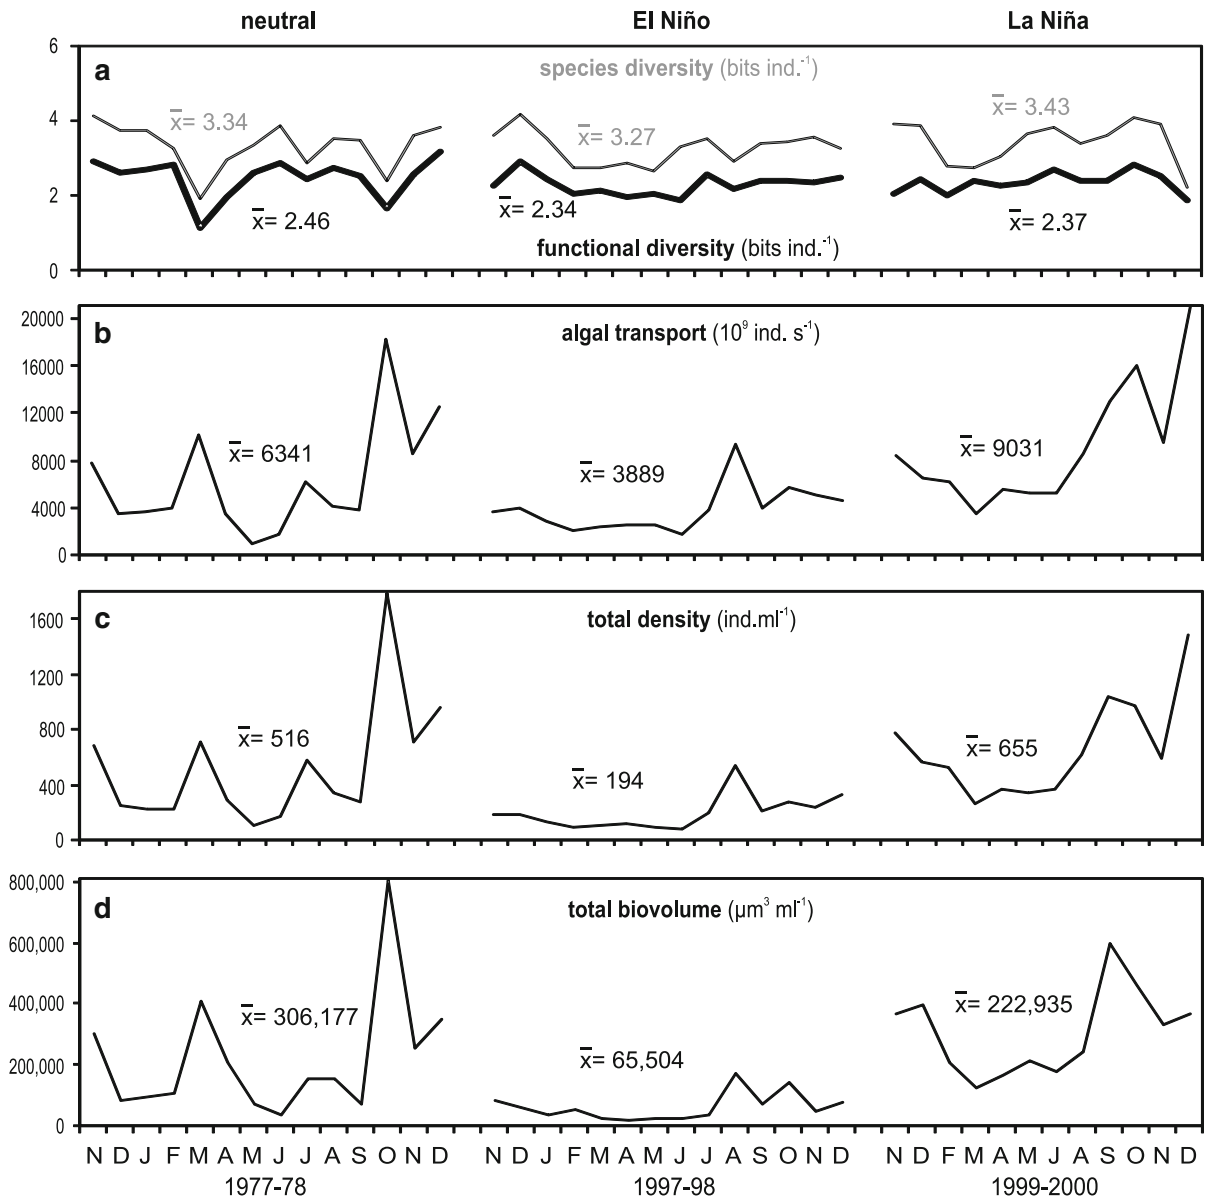 neutral El Niño La Niña
6
a species diversity (bits ind.⁻¹)
x̄= 3.34 x̄= 3.27 x̄= 3.43
4
2
x̄= 2.46 x̄= 2.34 x̄= 2.37
functional diversity (bits ind.⁻¹)
0
20000
b algal transport (10⁹ ind. s⁻¹)
16000
12000
x̄= 6341 x̄= 3889 x̄= 9031
8000
4000
0
c total density (ind.ml⁻¹)
1600
1200
800
x̄= 516 x̄= 194 x̄= 655
400
0
800,000
d total biovolume (µm³ ml⁻¹)
600,000
400,000
x̄= 306,177 x̄= 65,504 x̄= 222,935
200,000
0
N D J F M A M J J A S O N D N D J F M A M J J A S O N D N D J F M A M J J A S O N D
1977-78 1997-98 1999-2000